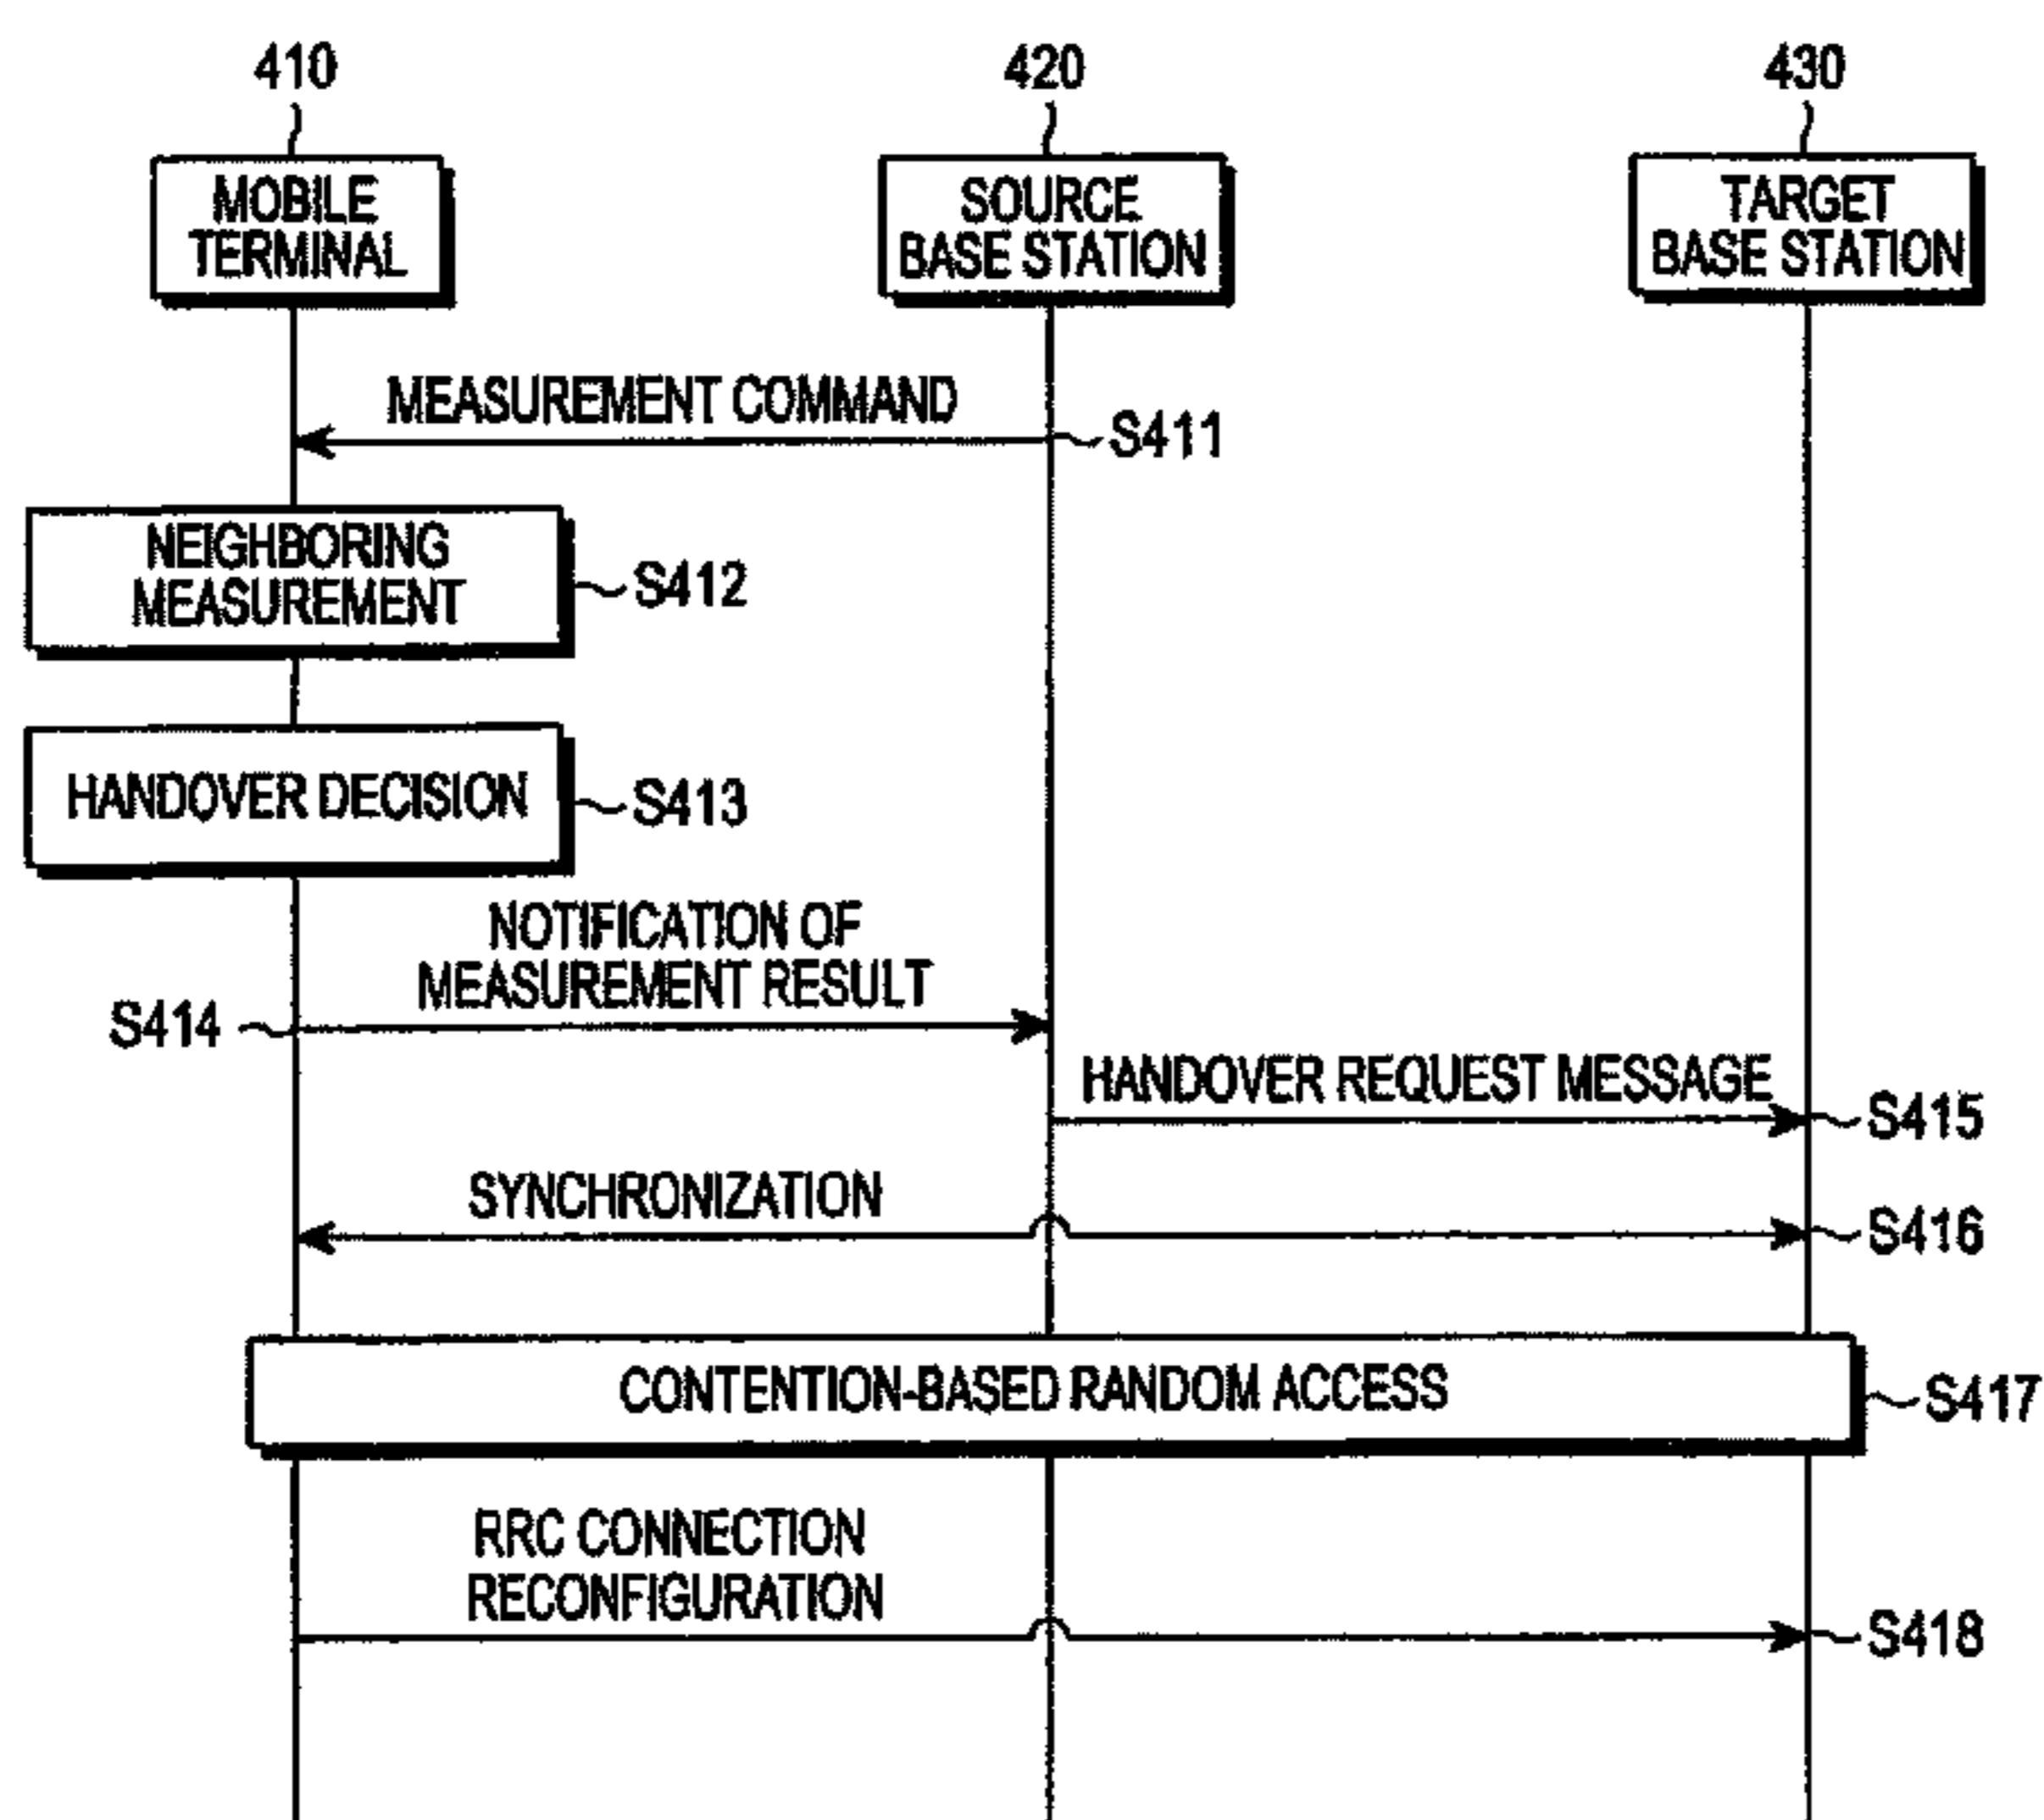 410
420
430
MOBILE
TERMINAL
SOURCE
BASE STATION
TARGET
BASE STATION
MEASUREMENT COMMAND
S411
NEIGHBORING
MEASUREMENT
S412
HANDOVER DECISION
S413
NOTIFICATION OF
MEASUREMENT RESULT
S414
HANDOVER REQUEST MESSAGE
S415
SYNCHRONIZATION
S416
CONTENTION-BASED RANDOM ACCESS
S417
RRC CONNECTION
RECONFIGURATION
S418